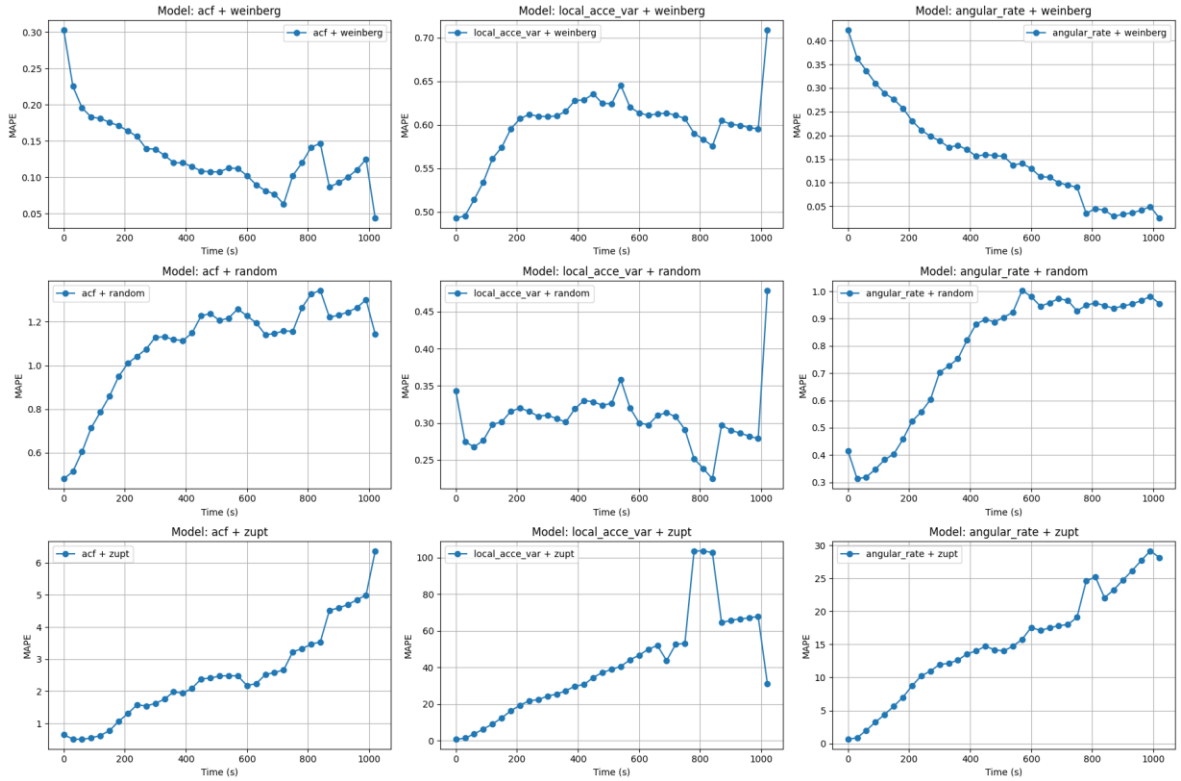 Model: acf + weinberg
MAPE
0.30
0.25
0.20
0.15
0.10
0.05
acf + weinberg
0 200 400 600 800 1000
Time (s)
Model: local_acce_var + weinberg
MAPE
0.70
0.65
0.60
0.55
0.50
local_acce_var + weinberg
0 200 400 600 800 1000
Time (s)
Model: angular_rate + weinberg
MAPE
0.40
0.35
0.30
0.25
0.20
0.15
0.10
0.05
angular_rate + weinberg
0 200 400 600 800 1000
Time (s)
Model: acf + random
MAPE
1.2
1.0
0.8
0.6
acf + random
0 200 400 600 800 1000
Time (s)
Model: local_acce_var + random
MAPE
0.45
0.40
0.35
0.30
0.25
local_acce_var + random
0 200 400 600 800 1000
Time (s)
Model: angular_rate + random
MAPE
1.0
0.9
0.8
0.7
0.6
0.5
0.4
0.3
angular_rate + random
0 200 400 600 800 1000
Time (s)
Model: acf + zupt
MAPE
6
5
4
3
2
1
acf + zupt
0 200 400 600 800 1000
Time (s)
Model: local_acce_var + zupt
MAPE
100
80
60
40
20
0
local_acce_var + zupt
0 200 400 600 800 1000
Time (s)
Model: angular_rate + zupt
MAPE
30
25
20
15
10
5
0
angular_rate + zupt
0 200 400 600 800 1000
Time (s)